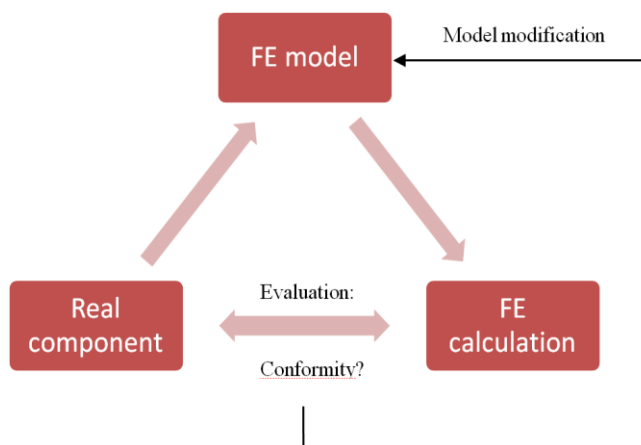 FE model
Model modification
Real
component
Evaluation:
Conformity?
FE
calculation